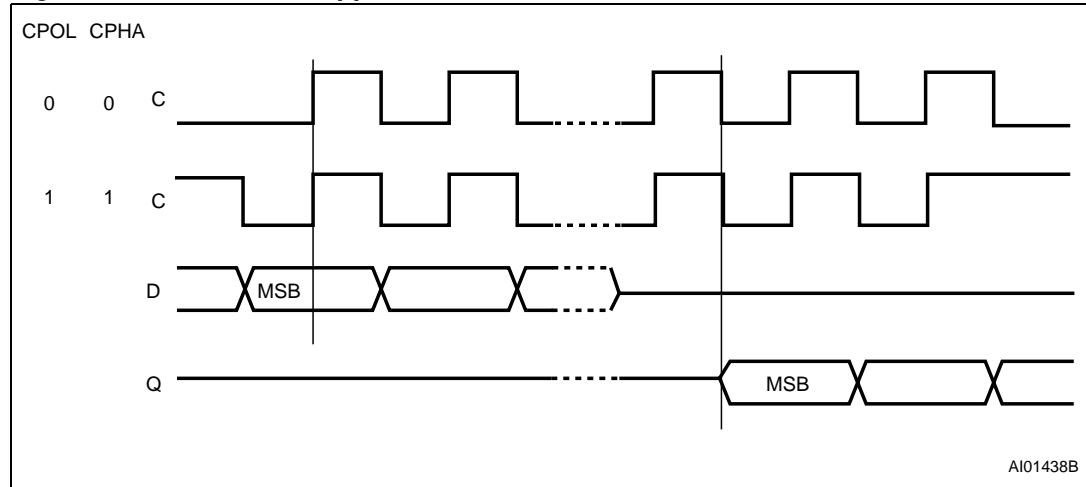 CPOL CPHA
0 0 C
1 1 C
D MSB
Q MSB
AI01438B